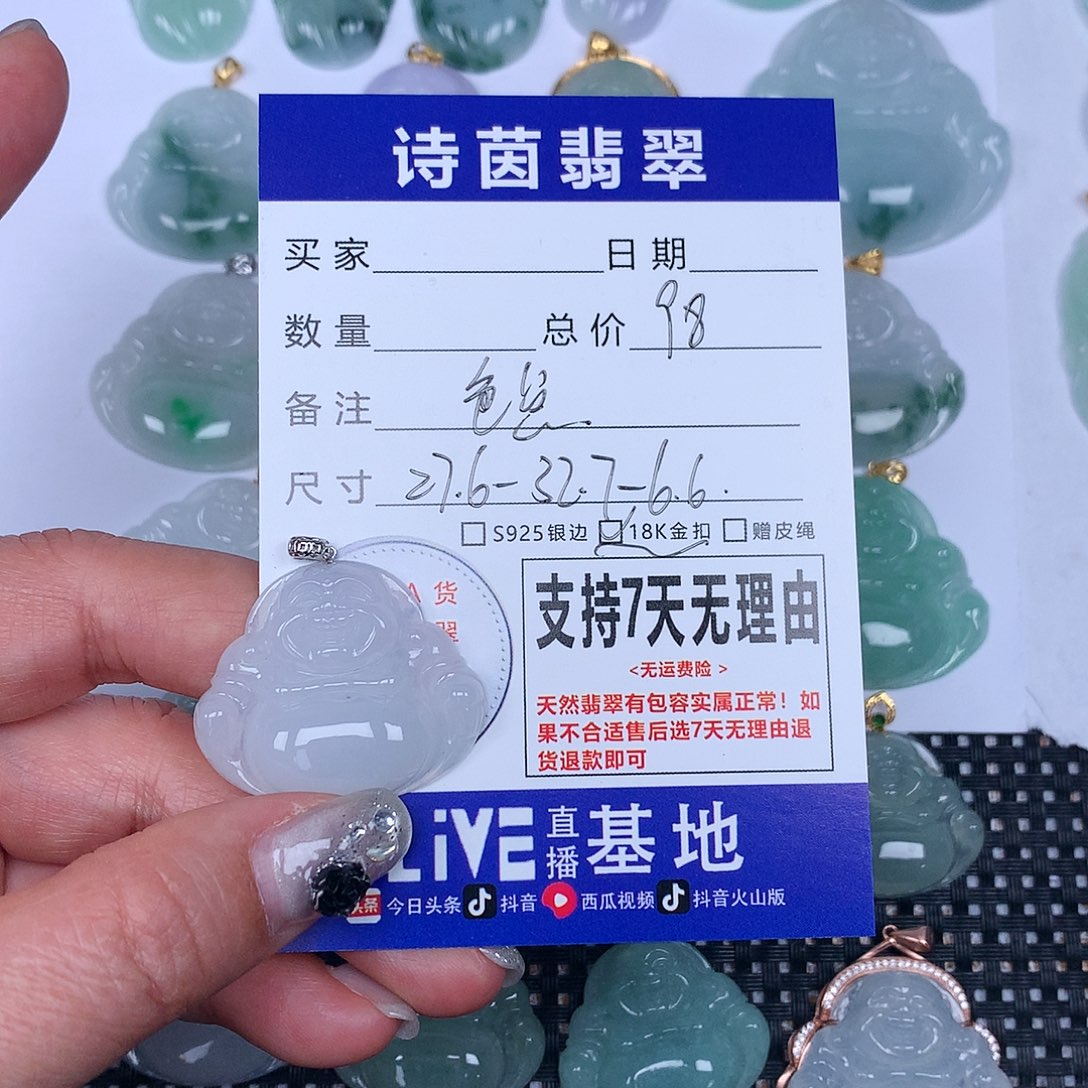 诗茵翡翠
买家 日期
数量 总价 98
备注
尺寸 27.6-32.7-6.6
S925银边 18K金扣 赠皮绳
A 货
翠
支持7天无理由
<无运费险>
天然翡翠有包容实属正常！如
果不合适售后选7天无理由退
货退款即可
LiVE 直播 基地
头条 今日头条 抖音 西瓜视频 抖音火山版